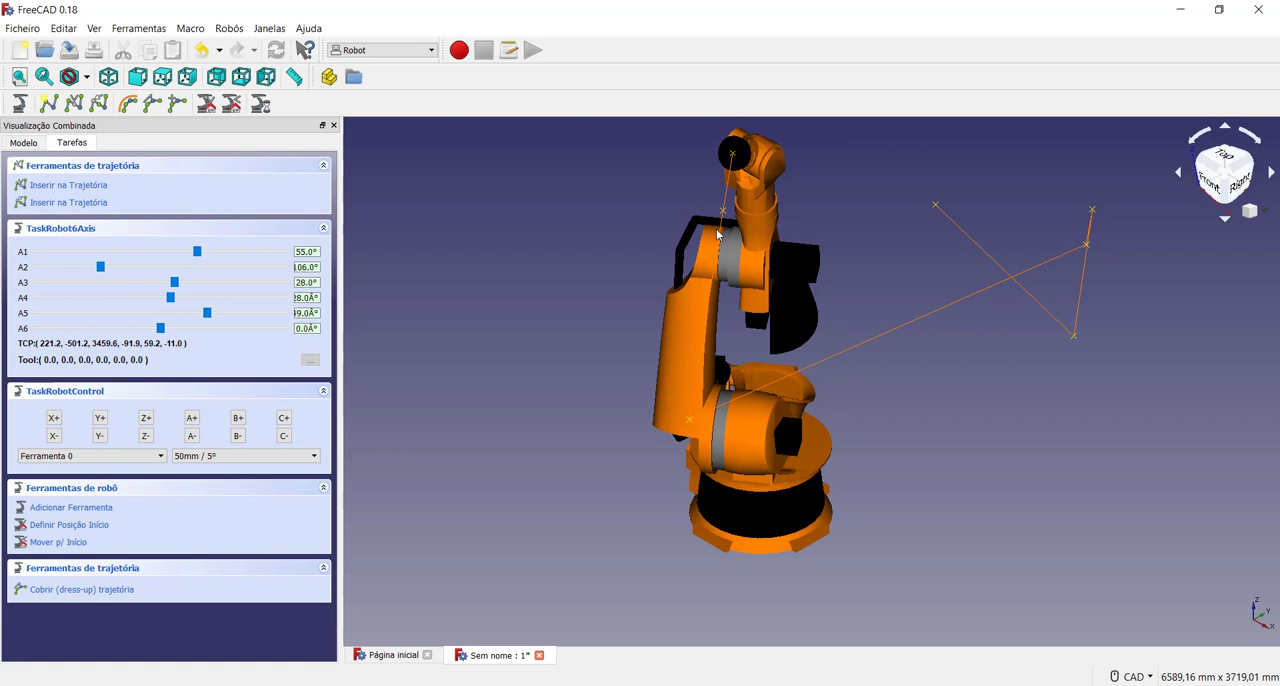 FreeCAD 0.18
Ficheiro Editar Ver Ferramentas Macro Robôs Janelas Ajuda
Robot
Visualização Combinada
Modelo Tarefas
Ferramentas de trajetória
Inserir na Trajetória
Inserir na Trajetória
TaskRobot6Axis
A1 55.0°
A2 106.0°
A3 28.0°
A4 28.0Â°
A5 49.0Â°
A6 0.0Â°
TCP:( 221.2, -501.2, 3459.6, -91.9, 59.2, -11.0 )
Tool:( 0.0, 0.0, 0.0, 0.0, 0.0, 0.0 ) ...
TaskRobotControl
X+ Y+ Z+ A+ B+ C+
X- Y- Z- A- B- C-
Ferramenta 0 50mm / 5º
Ferramentas de robô
Adicionar Ferramenta
Definir Posição Início
Mover p/ Início
Ferramentas de trajetória
Cobrir (dress-up) trajetória
Top
Front Right
Z
Y
X
Página inicial Sem nome : 1*
CAD 6589,16 mm x 3719,01 mm